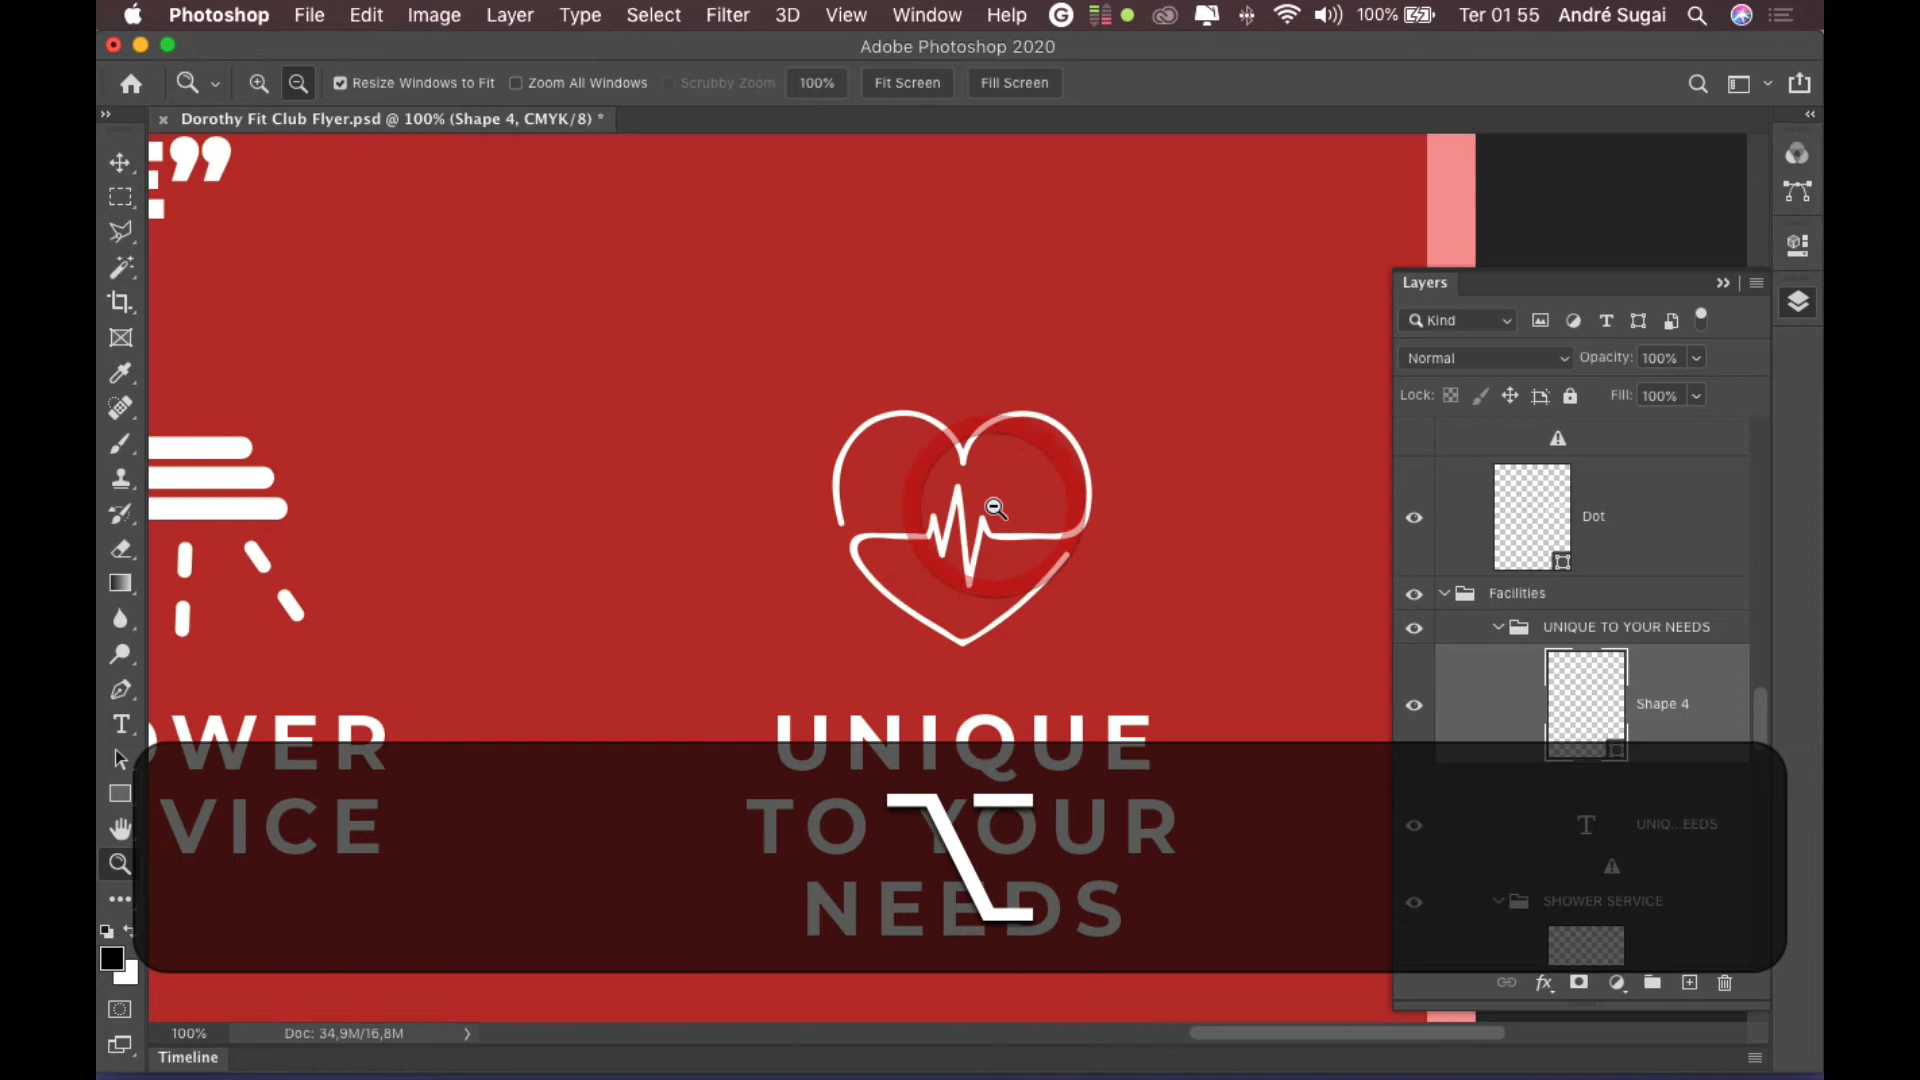 Photoshop File Edit Image Layer Type Select Filter 3D View Window Help 100% Ter 01 55 André Sugai
Adobe Photoshop 2020
Resize Windows to Fit Zoom All Windows Scrubby Zoom 100% Fit Screen Fill Screen
Dorothy Fit Club Flyer.psd @ 100% (Shape 4, CMYK/8) *
E”
Layers
Kind
Normal Opacity: 100%
Lock: Fill: 100%
Dot
Facilities
UNIQUE TO YOUR NEEDS
Shape 4
UNIQ...EEDS
SHOWER SERVICE
OWER
VICE
UNIQUE
TO YOUR
NEEDS
100% Doc: 34,9M/16,8M
Timeline